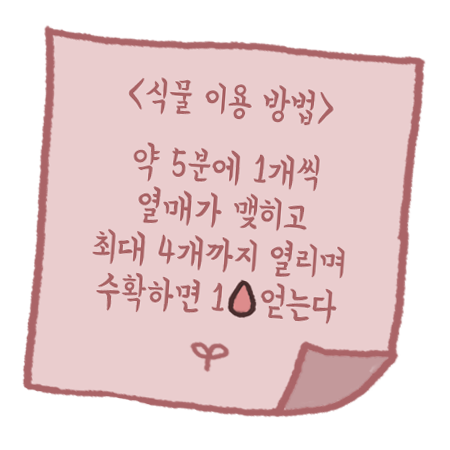 <식물 이용 방법>
약 5분에 1개씩
열매가 맺히고
최대 4개까지 열리며
수확하면 1 얻는다